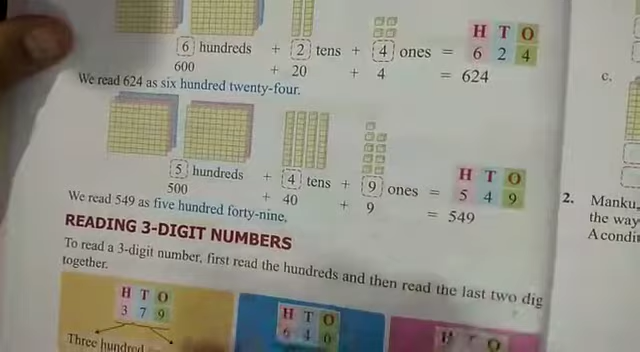 H T O
6 hundreds + 2 tens + 4 ones = 6 2 4
600 + 20 + 4 = 624
We read 624 as six hundred twenty-four.
c.
H T O
5 hundreds + 4 tens + 9 ones = 5 4 9
500 + 40 + 9 = 549
We read 549 as five hundred forty-nine.
2. Manku,
the way
A condi
READING 3-DIGIT NUMBERS
To read a 3-digit number, first read the hundreds and then read the last two dig
together.
H T O
3 7 9
Three hundred
H T O
6 4 0
H T O